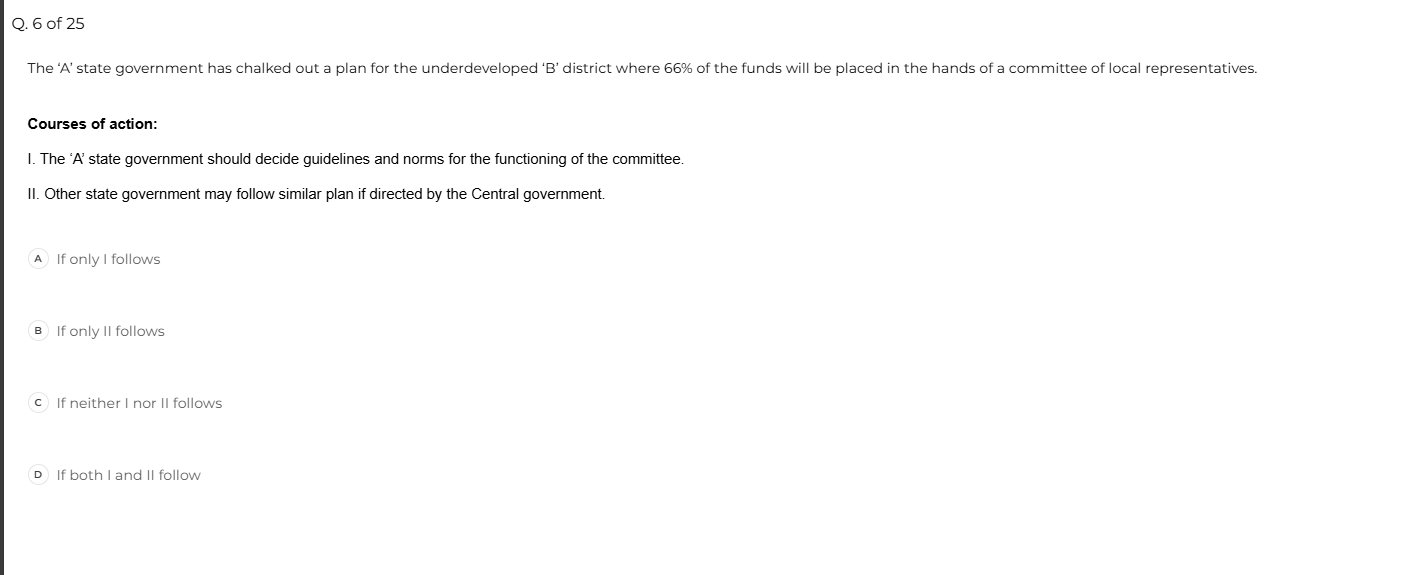 Q. 6 of 25
The ‘A’ state government has chalked out a plan for the underdeveloped ‘B’ district where 66% of the funds will be placed in the hands of a committee of local representatives.
Courses of action:
I. The ‘A’ state government should decide guidelines and norms for the functioning of the committee.
II. Other state government may follow similar plan if directed by the Central government.
A If only I follows
B If only II follows
C If neither I nor II follows
D If both I and II follow